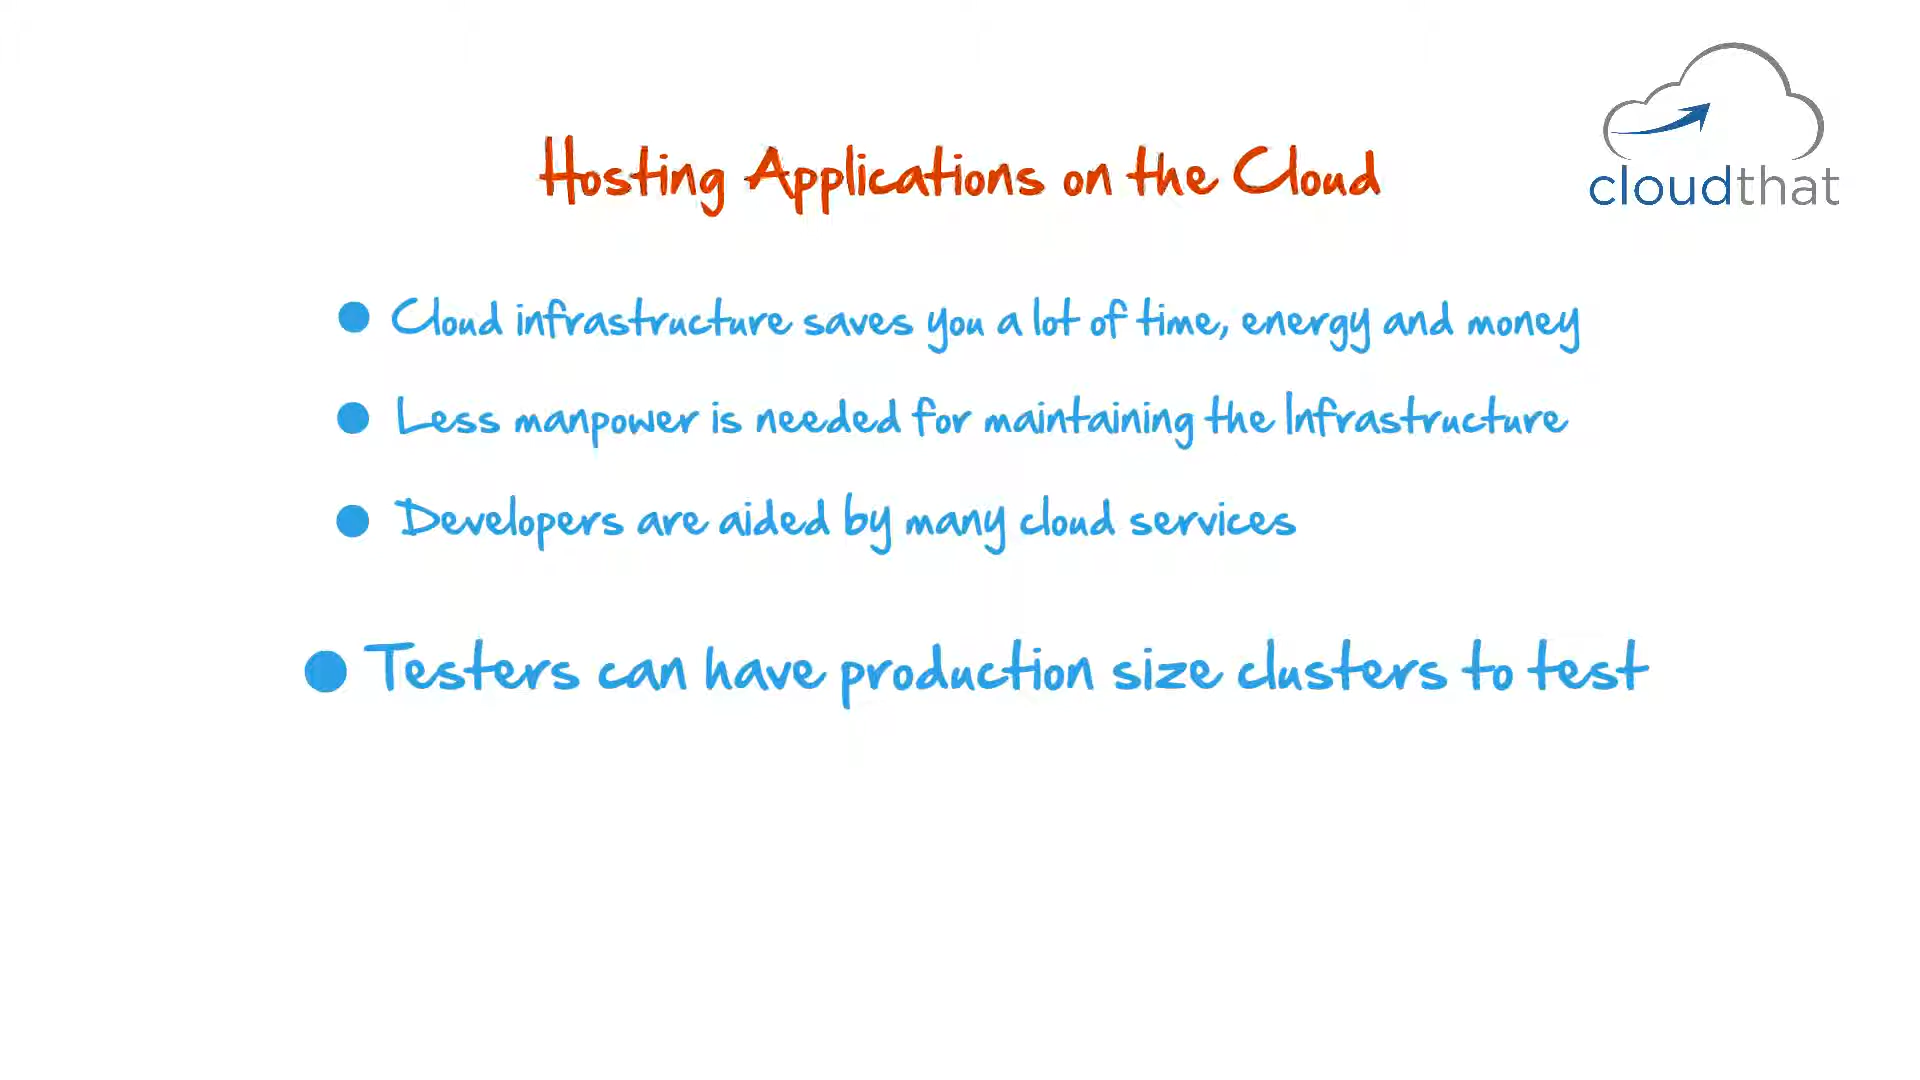 cloudthat
Hosting Applications on the Cloud
● Cloud infrastructure saves you a lot of time, energy and money
● Less manpower is needed for maintaining the Infrastructure
● Developers are aided by many cloud services
● Testers can have production size clusters to test